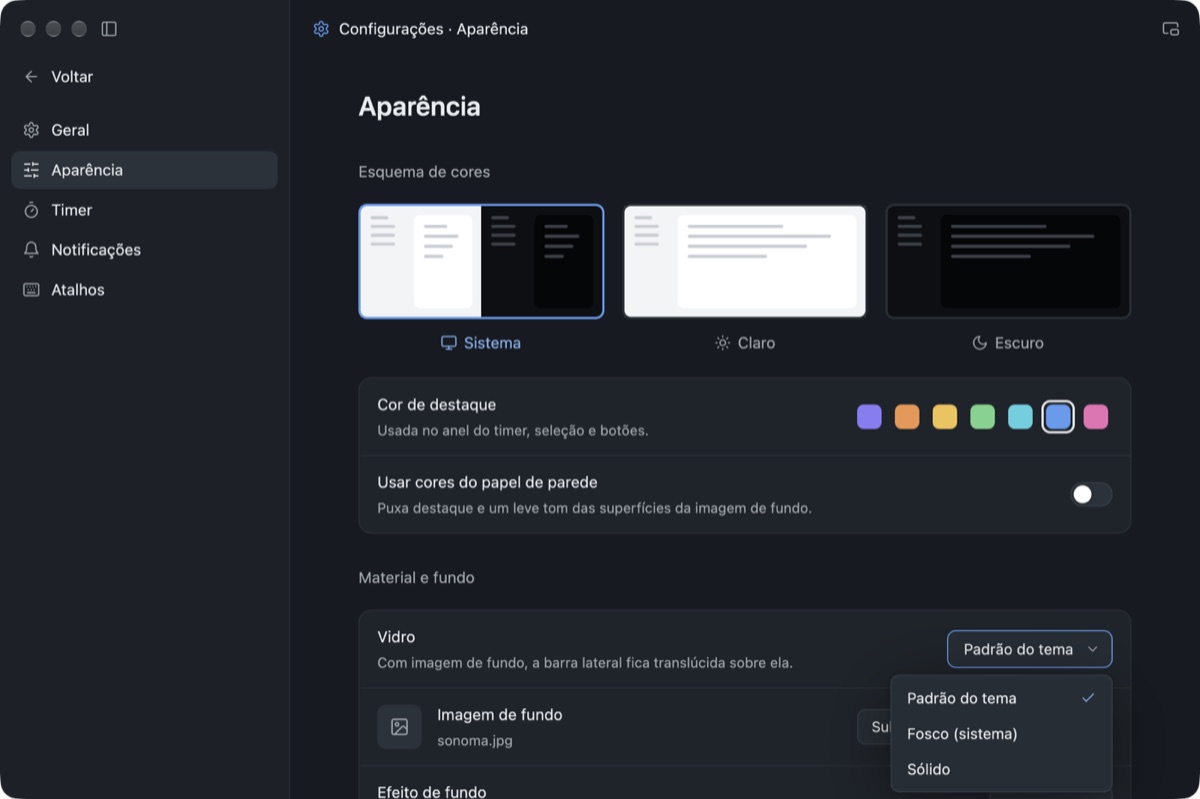 Configurações · Aparência
Voltar
Geral
Aparência
Timer
Notificações
Atalhos
Aparência
Esquema de cores
Sistema
Claro
Escuro
Cor de destaque
Usada no anel do timer, seleção e botões.
Usar cores do papel de parede
Puxa destaque e um leve tom das superfícies da imagem de fundo.
Material e fundo
Vidro
Com imagem de fundo, a barra lateral fica translúcida sobre ela.
Padrão do tema
Padrão do tema
Fosco (sistema)
Sólido
Imagem de fundo
sonoma.jpg
Efeito de fundo